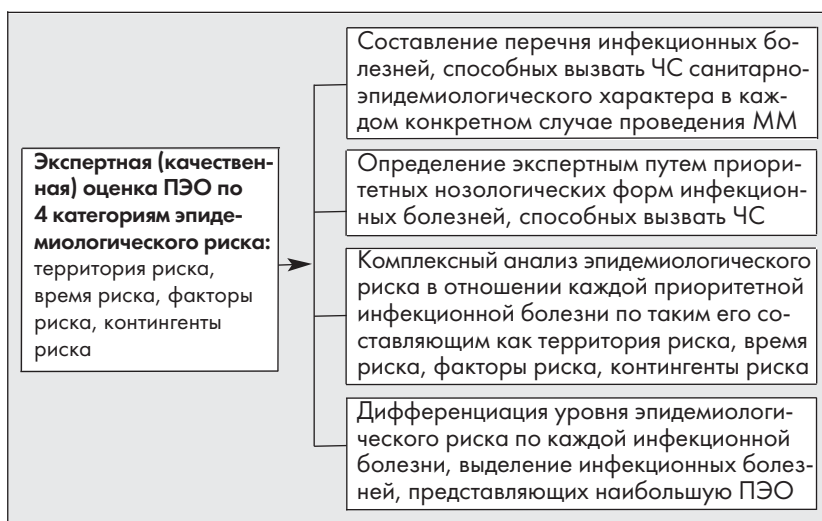 Экспертная (качествен-
ная) оценка ПЭО по
4 категориям эпиде-
миологического риска:
территория риска,
время риска, факторы
риска, контингенты
риска
Составление перечня инфекционных бо-
лезней, способных вызвать ЧС санитарно-
эпидемиологического характера в каж-
дом конкретном случае проведения ММ
Определение экспертным путем приори-
тетных нозологических форм инфекцион-
ных болезней, способных вызвать ЧС
Комплексный анализ эпидемиологического
риска в отношении каждой приоритетной
инфекционной болезни по таким его со-
ставляющим как территория риска, время
риска, факторы риска, контингенты риска
Дифференциация уровня эпидемиологи-
ческого риска по каждой инфекционной
болезни, выделение инфекционных болез-
ней, представляющих наибольшую ПЭО